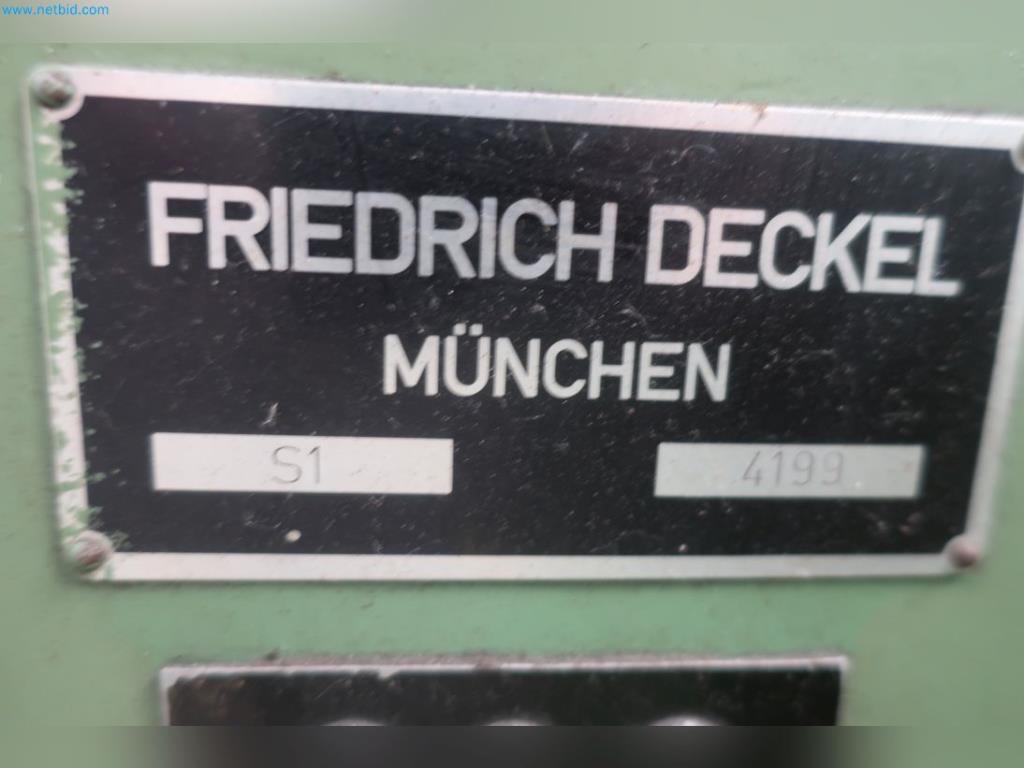 www.netbid.com
FRIEDRICH DECKEL
MÜNCHEN
S1 4199